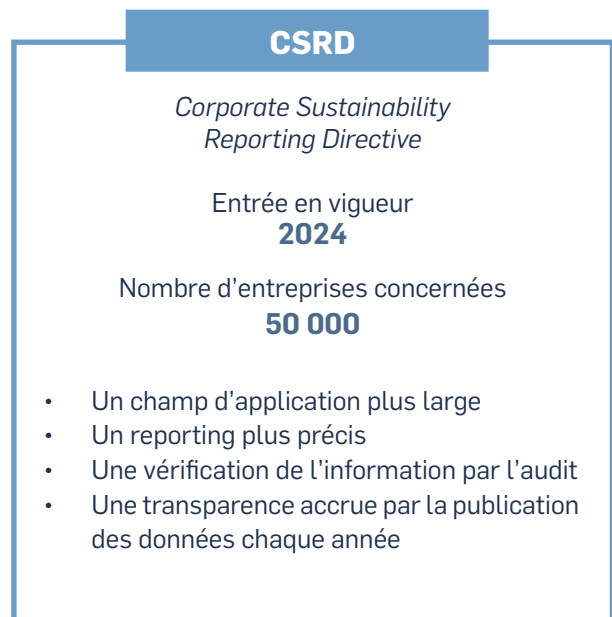 CSRD
Corporate Sustainability
Reporting Directive
Entrée en vigueur
2024
Nombre d'entreprises concernées
50 000
• Un champ d'application plus large
• Un reporting plus précis
• Une vérification de l'information par l'audit
• Une transparence accrue par la publication
des données chaque année